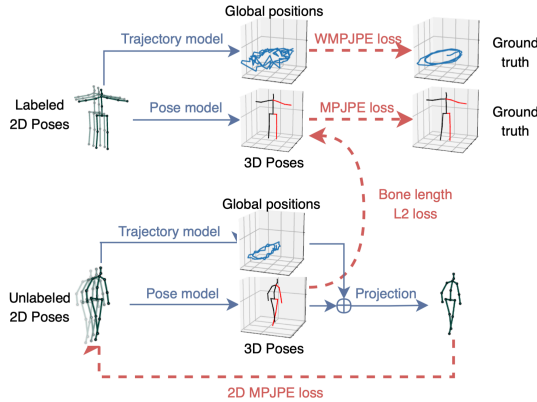 Global positions
Trajectory model
WMPJPE loss
Ground
truth
Labeled
2D Poses
Pose model
MPJPE loss
Ground
truth
3D Poses
Bone length
L2 loss
Global positions
Trajectory model
Unlabeled
2D Poses
Pose model
Projection
3D Poses
2D MPJPE loss